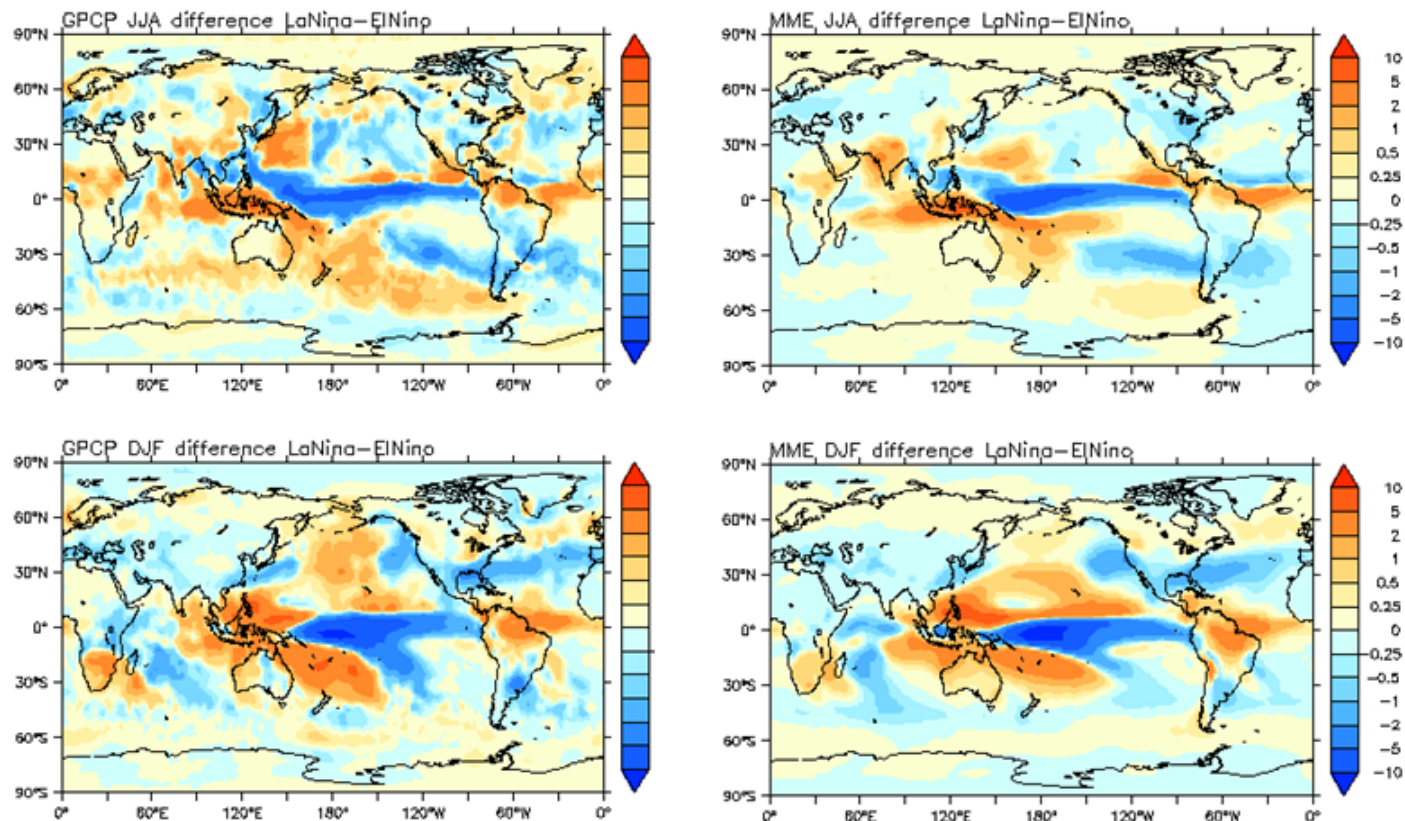 GPCP JJA difference LaNina-ElNino
90°N
60°N
30°N
0°
30°S
60°S
90°S
0°
60°E
120°E
180°
120°W
60°W
0°
MME JJA difference LaNina-ElNino
90°N
60°N
30°N
0°
30°S
60°S
90°S
0°
60°E
120°E
180°
120°W
60°W
0°
10
5
2
1
0.5
0.25
0
-0.25
-0.5
-1
-2
-5
-10
GPCP DJF difference LaNina-ElNino
90°N
60°N
30°N
0°
30°S
60°S
90°S
0°
60°E
120°E
180°
120°W
60°W
0°
MME DJF difference LaNina-ElNino
90°N
60°N
30°N
0°
30°S
60°S
90°S
0°
60°E
120°E
180°
120°W
60°W
0°
10
5
2
1
0.5
0.25
0
-0.25
-0.5
-1
-2
-5
-10